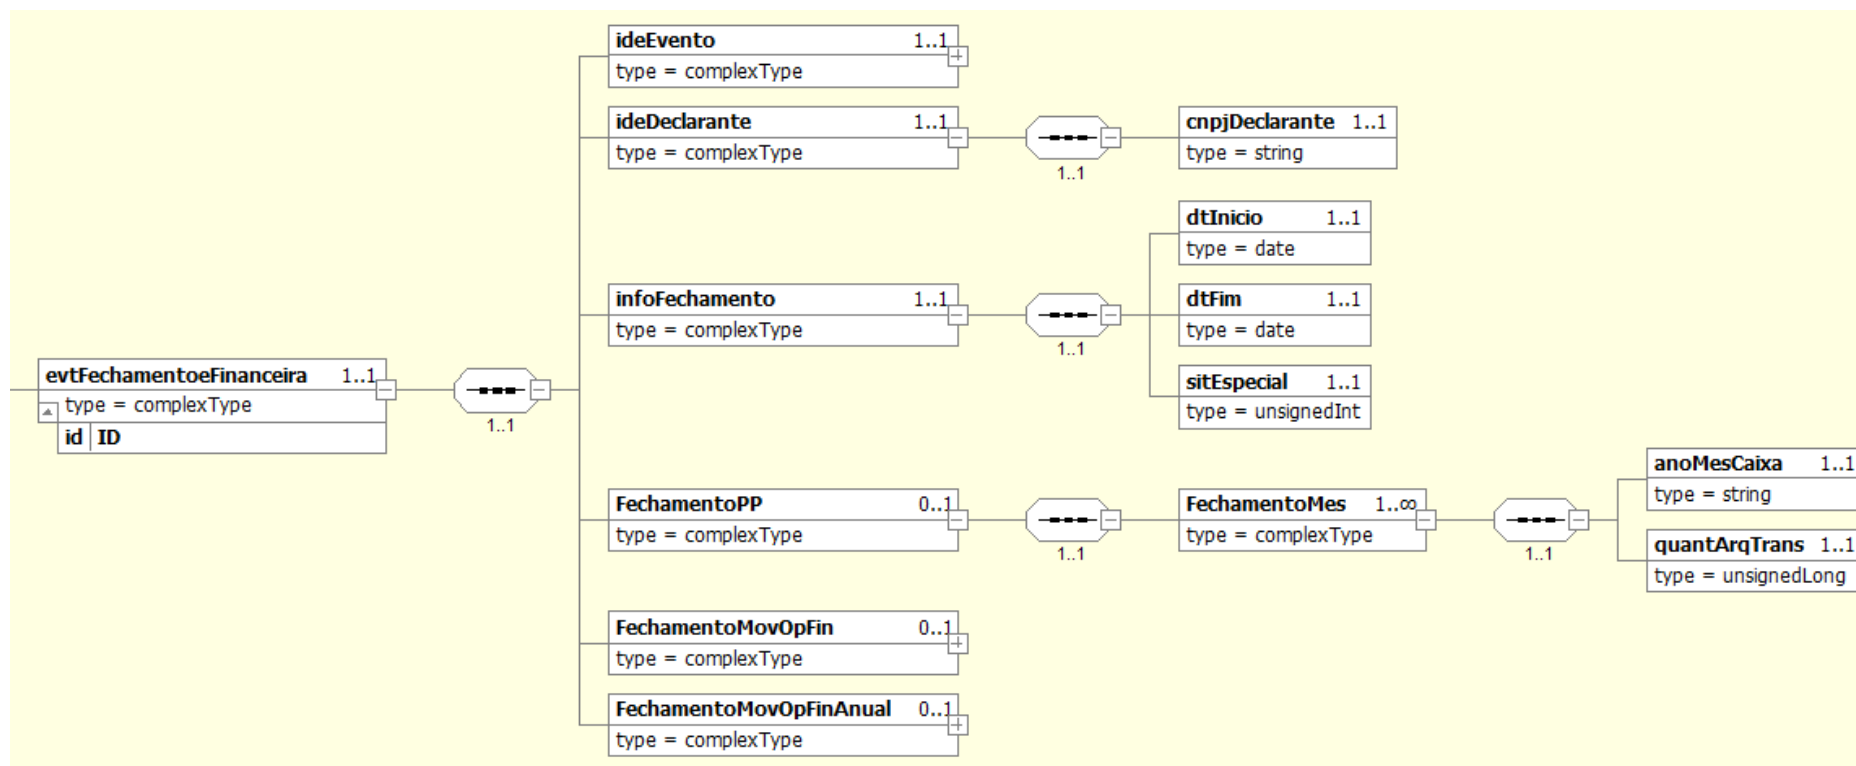 ideEvento 1..1
type = complexType
ideDeclarante 1..1
type = complexType
1..1
cnpjDeclarante 1..1
type = string
dtInicio 1..1
type = date
infoFechamento 1..1
type = complexType
1..1
dtFim 1..1
type = date
sitEspecial 1..1
type = unsignedInt
evtFechamentoeFinanceira 1..1
type = complexType
id ID
1..1
FechamentoPP 0..1
type = complexType
1..1
FechamentoMes 1..∞
type = complexType
1..1
anoMesCaixa 1..1
type = string
quantArqTrans 1..1
type = unsignedLong
FechamentoMovOpFin 0..1
type = complexType
FechamentoMovOpFinAnual 0..1
type = complexType